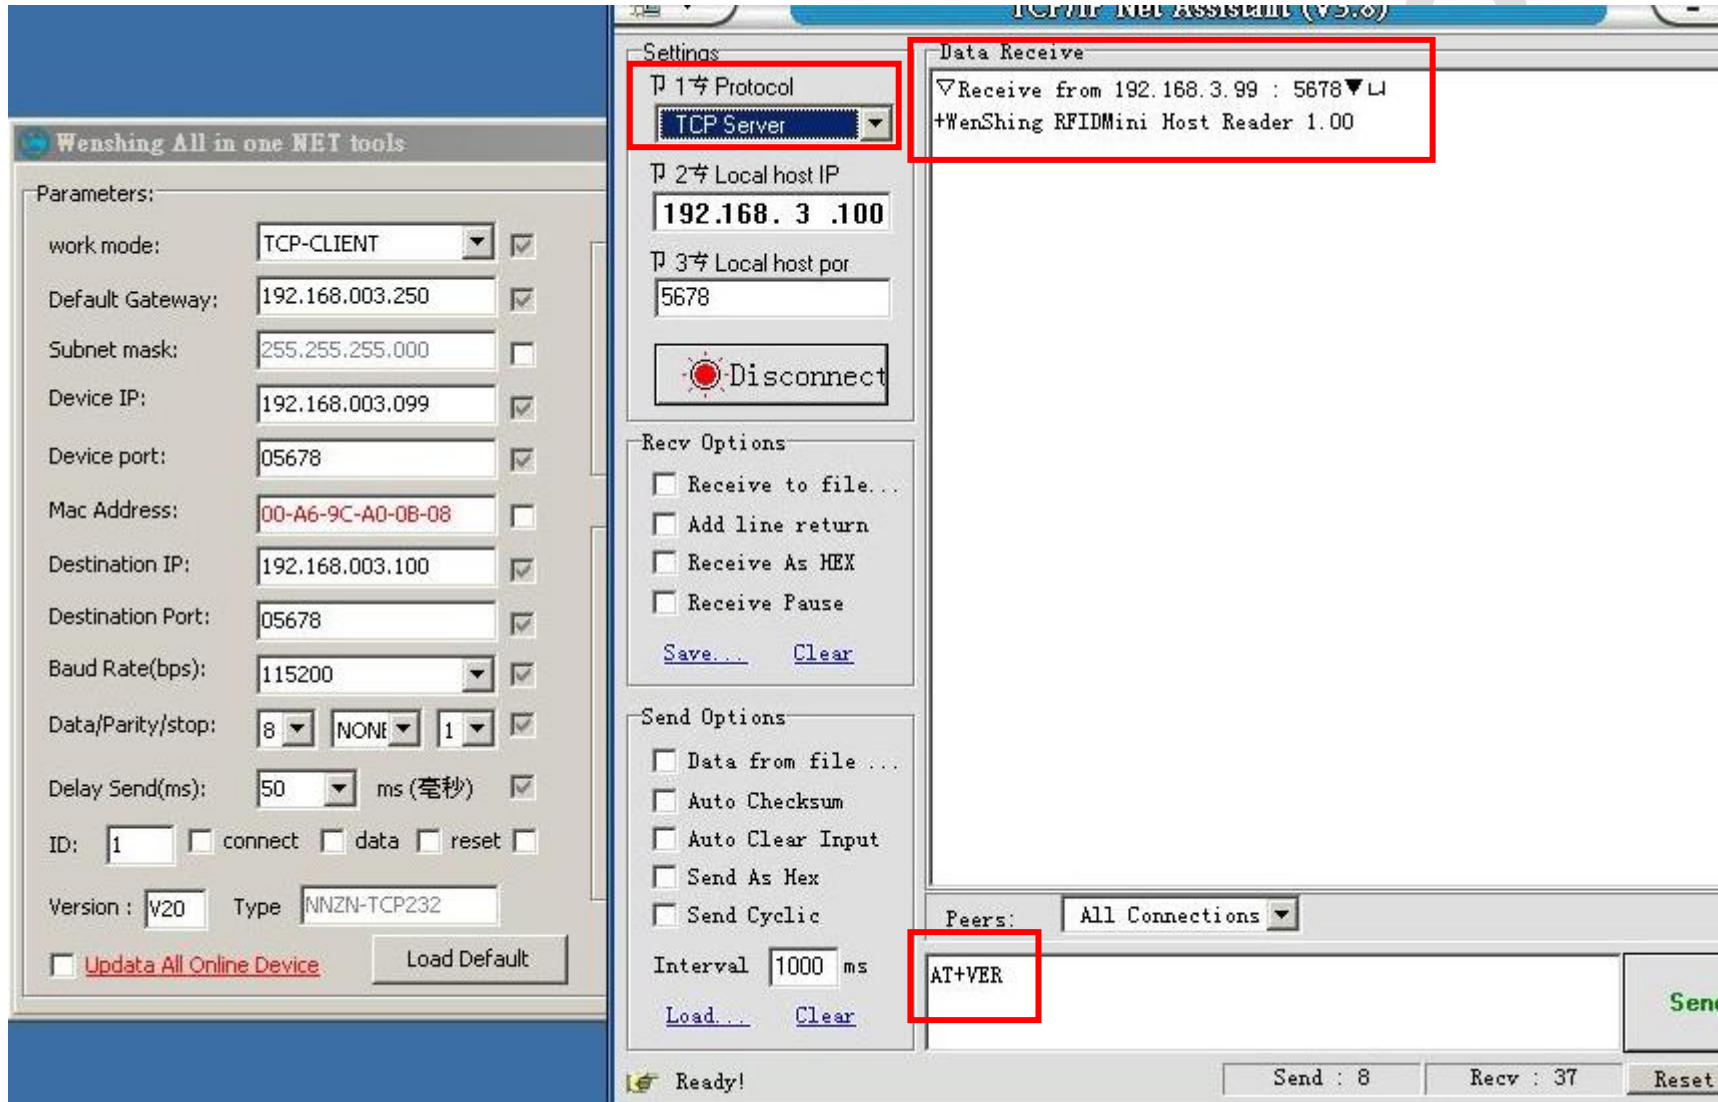 TCP/IP Net Assistant (V3.8)
Wenshing All in one NET tools
Parameters:
work mode: TCP-CLIENT
Default Gateway: 192.168.003.250
Subnet mask: 255.255.255.000
Device IP: 192.168.003.099
Device port: 05678
Mac Address: 00-A6-9C-A0-0B-08
Destination IP: 192.168.003.100
Destination Port: 05678
Baud Rate(bps): 115200
Data/Parity/stop: 8 NONE 1
Delay Send(ms): 50 ms (毫秒)
ID: 1 connect data reset
Version : V20 Type NNZN-TCP232
Updata All Online Device Load Default
Settings
1 Protocol
TCP Server
2 Local host IP
192.168. 3 .100
3 Local host por
5678
Disconnect
Recv Options
Receive to file...
Add line return
Receive As HEX
Receive Pause
Save... Clear
Send Options
Data from file ...
Auto Checksum
Auto Clear Input
Send As Hex
Send Cyclic
Interval 1000 ms
Load... Clear
Data Receive
▽Receive from 192.168.3.99 : 5678▼
+WenShing RFIDMini Host Reader 1.00
Peers: All Connections
AT+VER
Send
Ready! Send : 8 Recv : 37 Reset